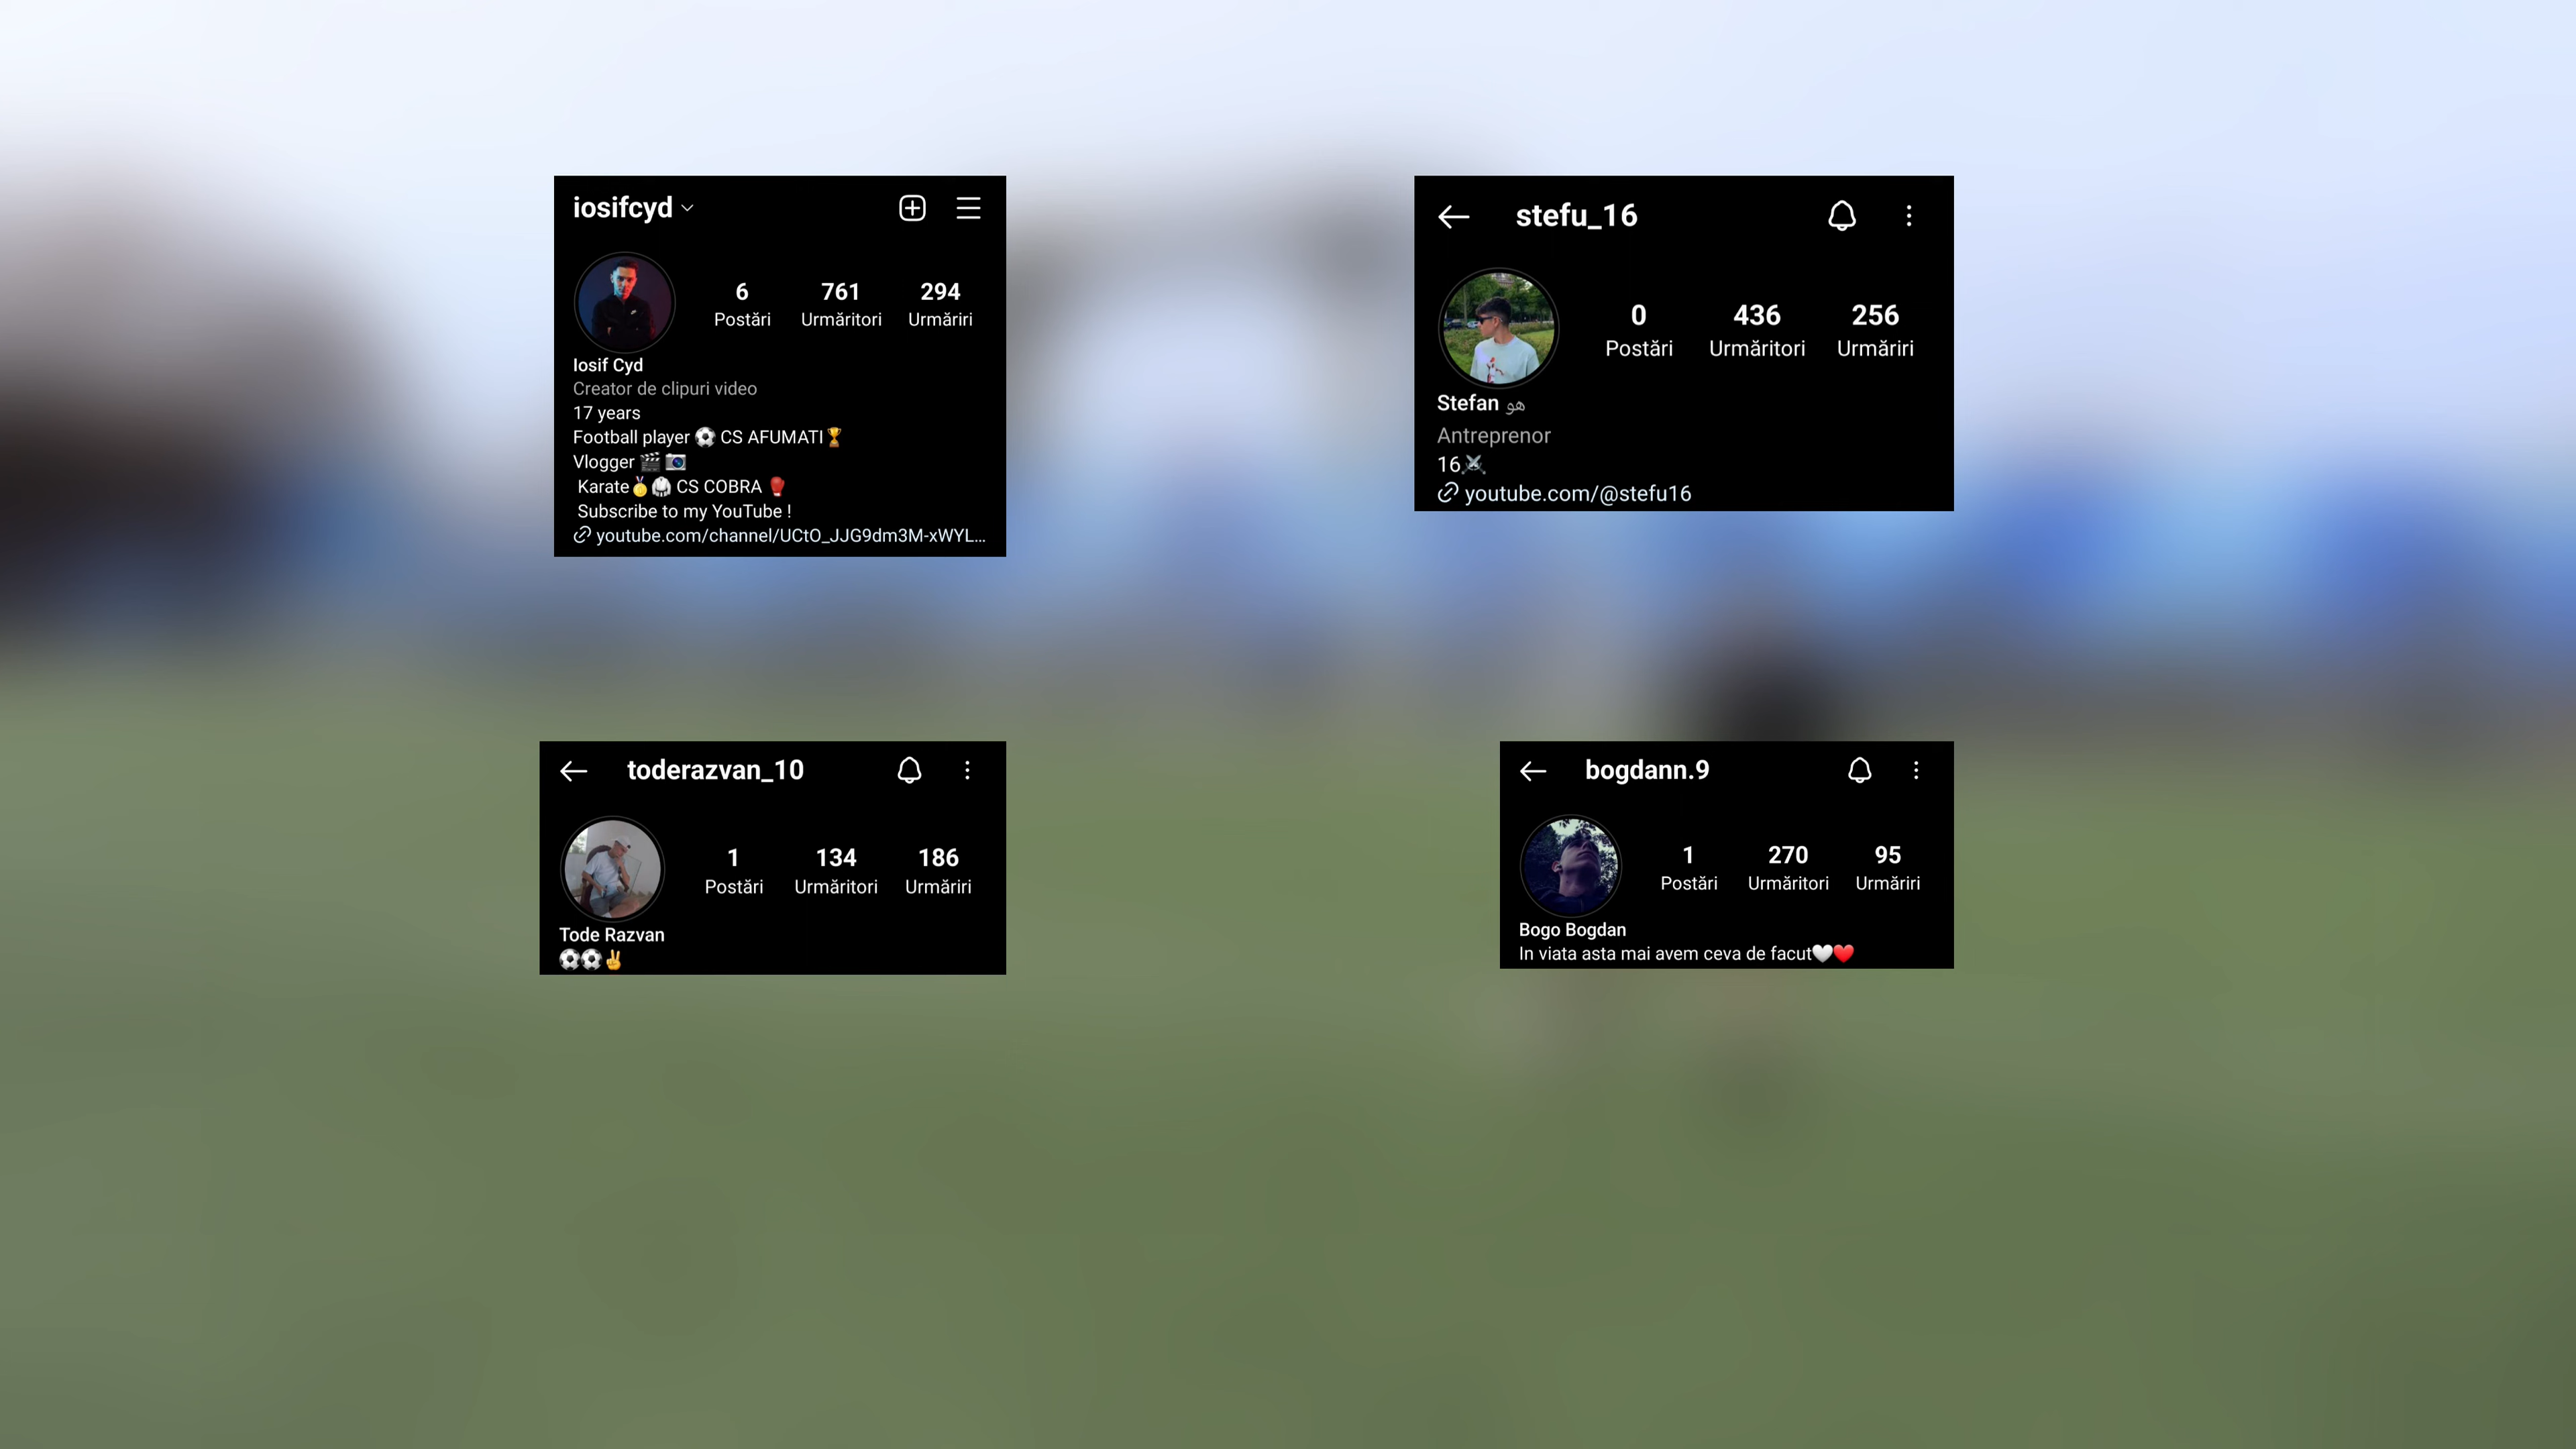 iosifcyd
6 761 294
Postări Urmăritori Urmăriri
Iosif Cyd
Creator de clipuri video
17 years
Football player ⚽ CS AFUMATI🏆
Vlogger 🎬📷
Karate🥇🥋 CS COBRA 🥊
Subscribe to my YouTube !
youtube.com/channel/UCtO_JJG9dm3M-xWYL...
stefu_16
0 436 256
Postări Urmăritori Urmăriri
Stefan هو
Antreprenor
16⚔️
youtube.com/@stefu16
toderazvan_10
1 134 186
Postări Urmăritori Urmăriri
Tode Razvan
⚽⚽✌️
bogdann.9
1 270 95
Postări Urmăritori Urmăriri
Bogo Bogdan
In viata asta mai avem ceva de facut🤍❤️